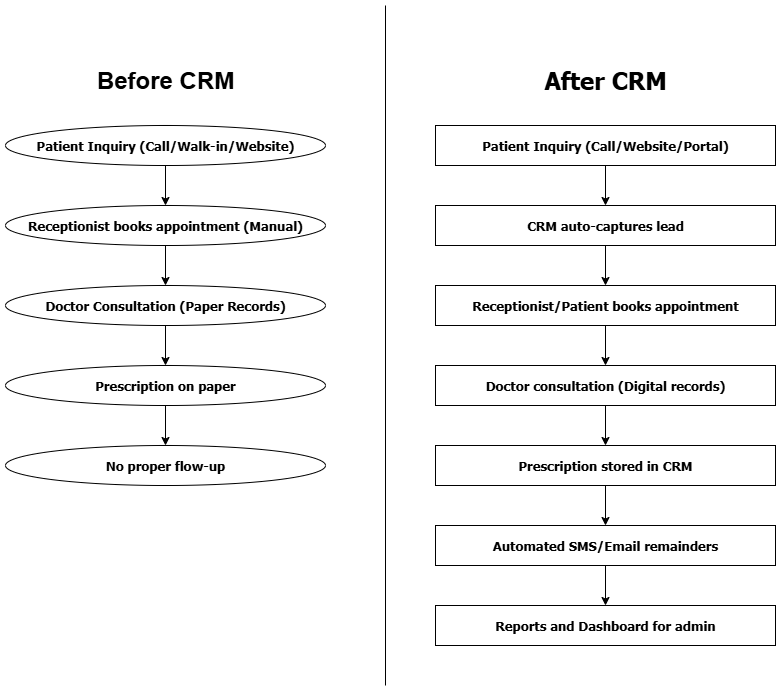 Before CRM
Patient Inquiry (Call/Walk-in/Website)
Receptionist books appointment (Manual)
Doctor Consultation (Paper Records)
Prescription on paper
No proper flow-up
After CRM
Patient Inquiry (Call/Website/Portal)
CRM auto-captures lead
Receptionist/Patient books appointment
Doctor consultation (Digital records)
Prescription stored in CRM
Automated SMS/Email remainders
Reports and Dashboard for admin